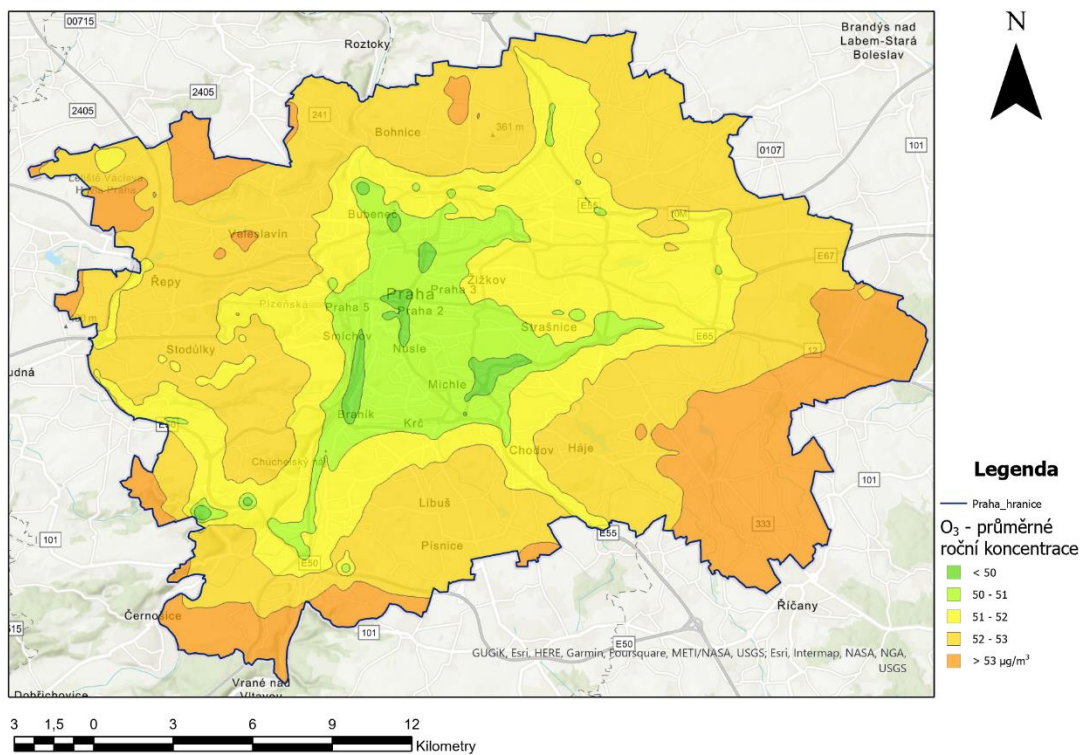 00715
Roztoky
Brandýs nad
Labem-Stará
Boleslav
N
2405
2405
241
361 m
Bohnice
0107
101
Letiště Václava
Havla Praha
Bubeneč
E55
10M
Veleslavín
E67
Řepy
Žižkov
Praha
Praha 3
Plzeňská
Praha 5
Praha 2
Smíchov
Strašnice
E65
Stodůlky
Nusle
12
Michle
Braník
Krč
E50
Chodov
Háje
Chuchelský háj
Libuš
101
101
333
Písnice
E55
E50
Černošice
101
Říčany
E50
Vrané nad
Vltavou
Dobřichovice
GUGiK, Esri, HERE, Garmin, Foursquare, METI/NASA, USGS; Esri, Intermap, NASA, NGA,
USGS
Legenda
Praha_hranice
O₃ - průměrné
roční koncentrace
< 50
50 - 51
51 - 52
52 - 53
> 53 µg/m³
3 1,5 0 3 6 9 12
Kilometry